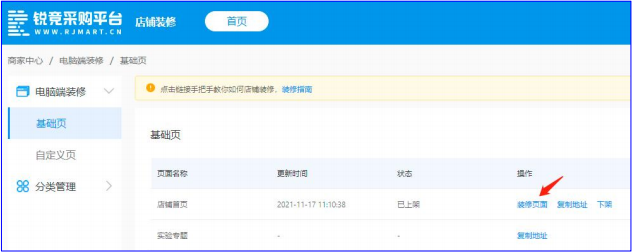 锐竞采购平台
WWW.RJMART.CN
店铺装修
首页
商家中心 / 电脑端装修 / 基础页
电脑端装修
点击链接手把手教你如何店铺装修。装修指南
基础页
自定义页
分类管理
基础页
页面名称 更新时间 状态 操作
店铺首页 2021-11-17 11:10:38 已上架 装修页面 复制地址 下架
实验专题 - - 复制地址